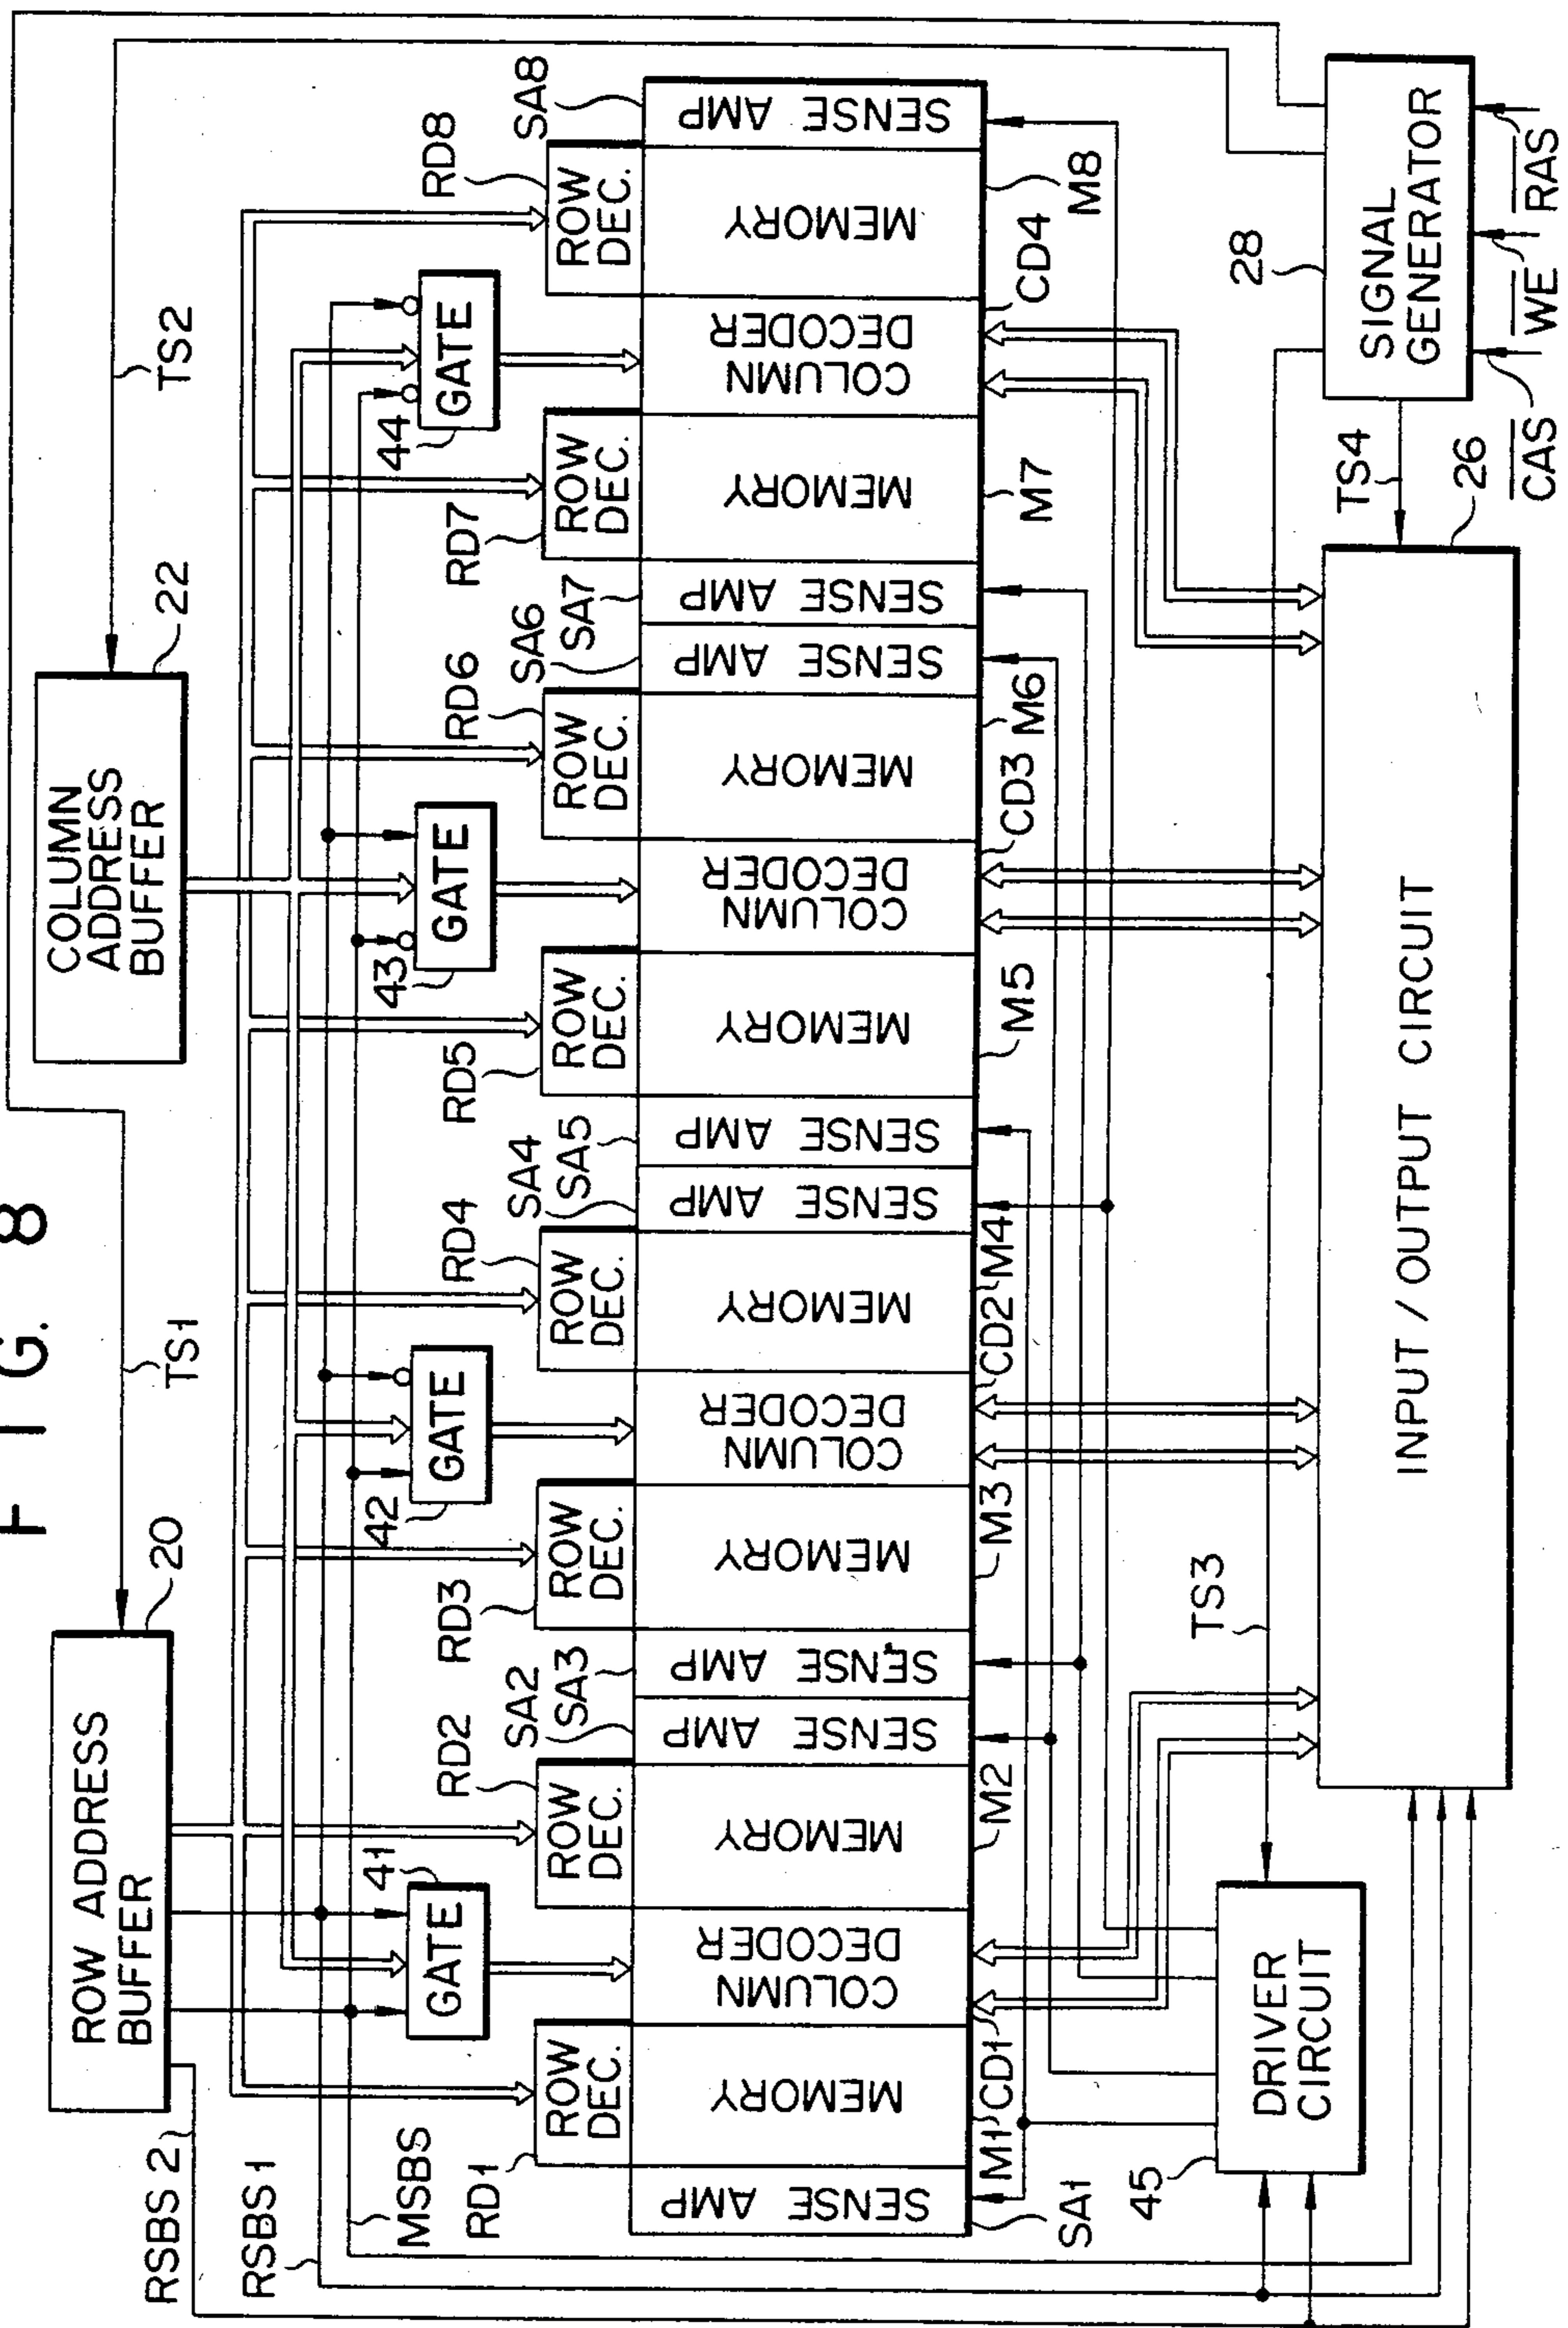 FIG. 8
TS1
TS2
ROW ADDRESS
BUFFER
20
COLUMN
ADDRESS
BUFFER
22
RSBS 2
RSBS 1
MSBS
GATE
41
GATE
42
GATE
43
GATE
44
RD1
RD2
RD3
RD4
RD5
RD6
RD7
RD8
SA2
SA3
SA4
SA5
SA6
SA7
SA8
ROW
DEC.
ROW
DEC.
ROW
DEC.
ROW
DEC.
ROW
DEC.
ROW
DEC.
ROW
DEC.
ROW
DEC.
SENSE AMP
MEMORY
COLUMN
DECODER
MEMORY
SENSE AMP
SENSE AMP
MEMORY
COLUMN
DECODER
MEMORY
SENSE AMP
SENSE AMP
MEMORY
COLUMN
DECODER
MEMORY
SENSE AMP
SENSE AMP
MEMORY
COLUMN
DECODER
MEMORY
SENSE AMP
SA1
M1
CD1
M2
M3
CD2
M4
M5
CD3
M6
M7
CD4
M8
45
DRIVER
CIRCUIT
TS3
INPUT / OUTPUT CIRCUIT
26
TS4
28
SIGNAL
GENERATOR
CAS
WE
RAS